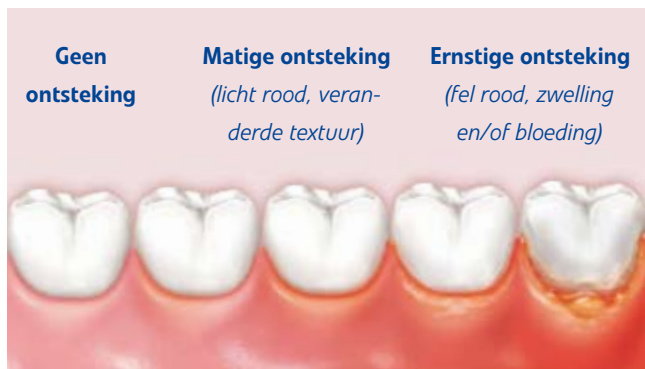 Geen
ontsteking
Matige ontsteking
(licht rood, veran-
derde textuur)
Ernstige ontsteking
(fel rood, zwelling
en/of bloeding)